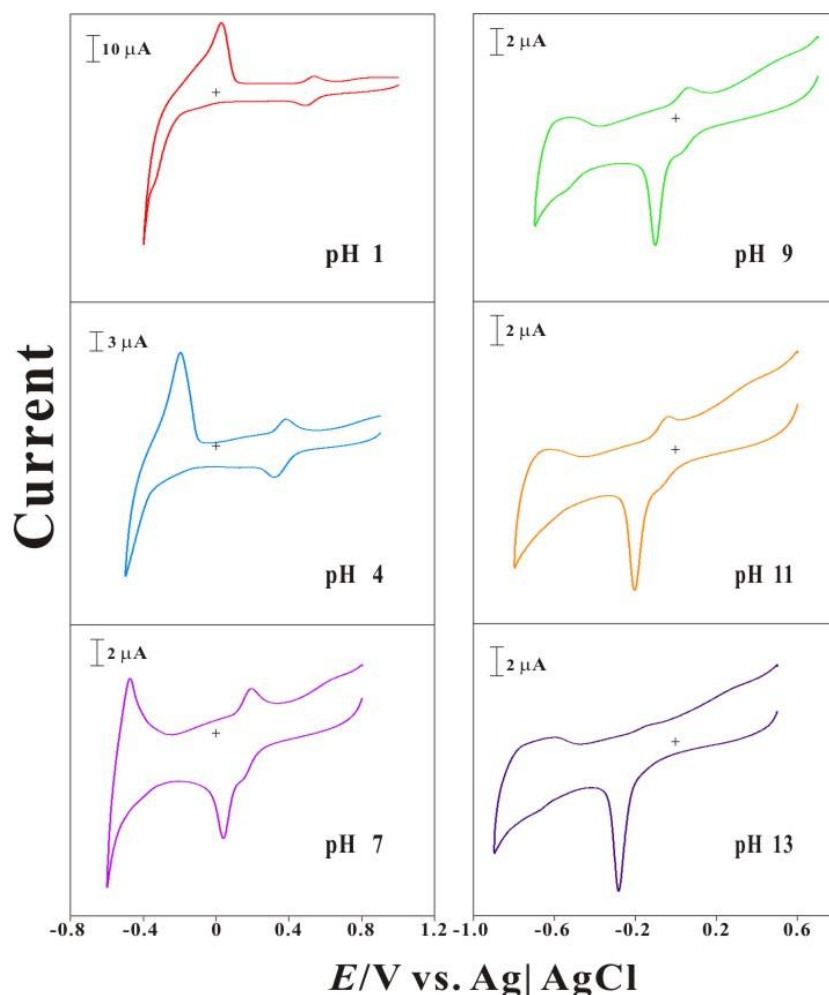 10 μA
pH 1
2 μA
pH 9
3 μA
pH 4
2 μA
pH 11
2 μA
pH 7
2 μA
pH 13
Current
-0.8 -0.4 0 0.4 0.8 1.2 -1.0 -0.6 -0.2 0.2 0.6
E/V vs. Ag| AgCl